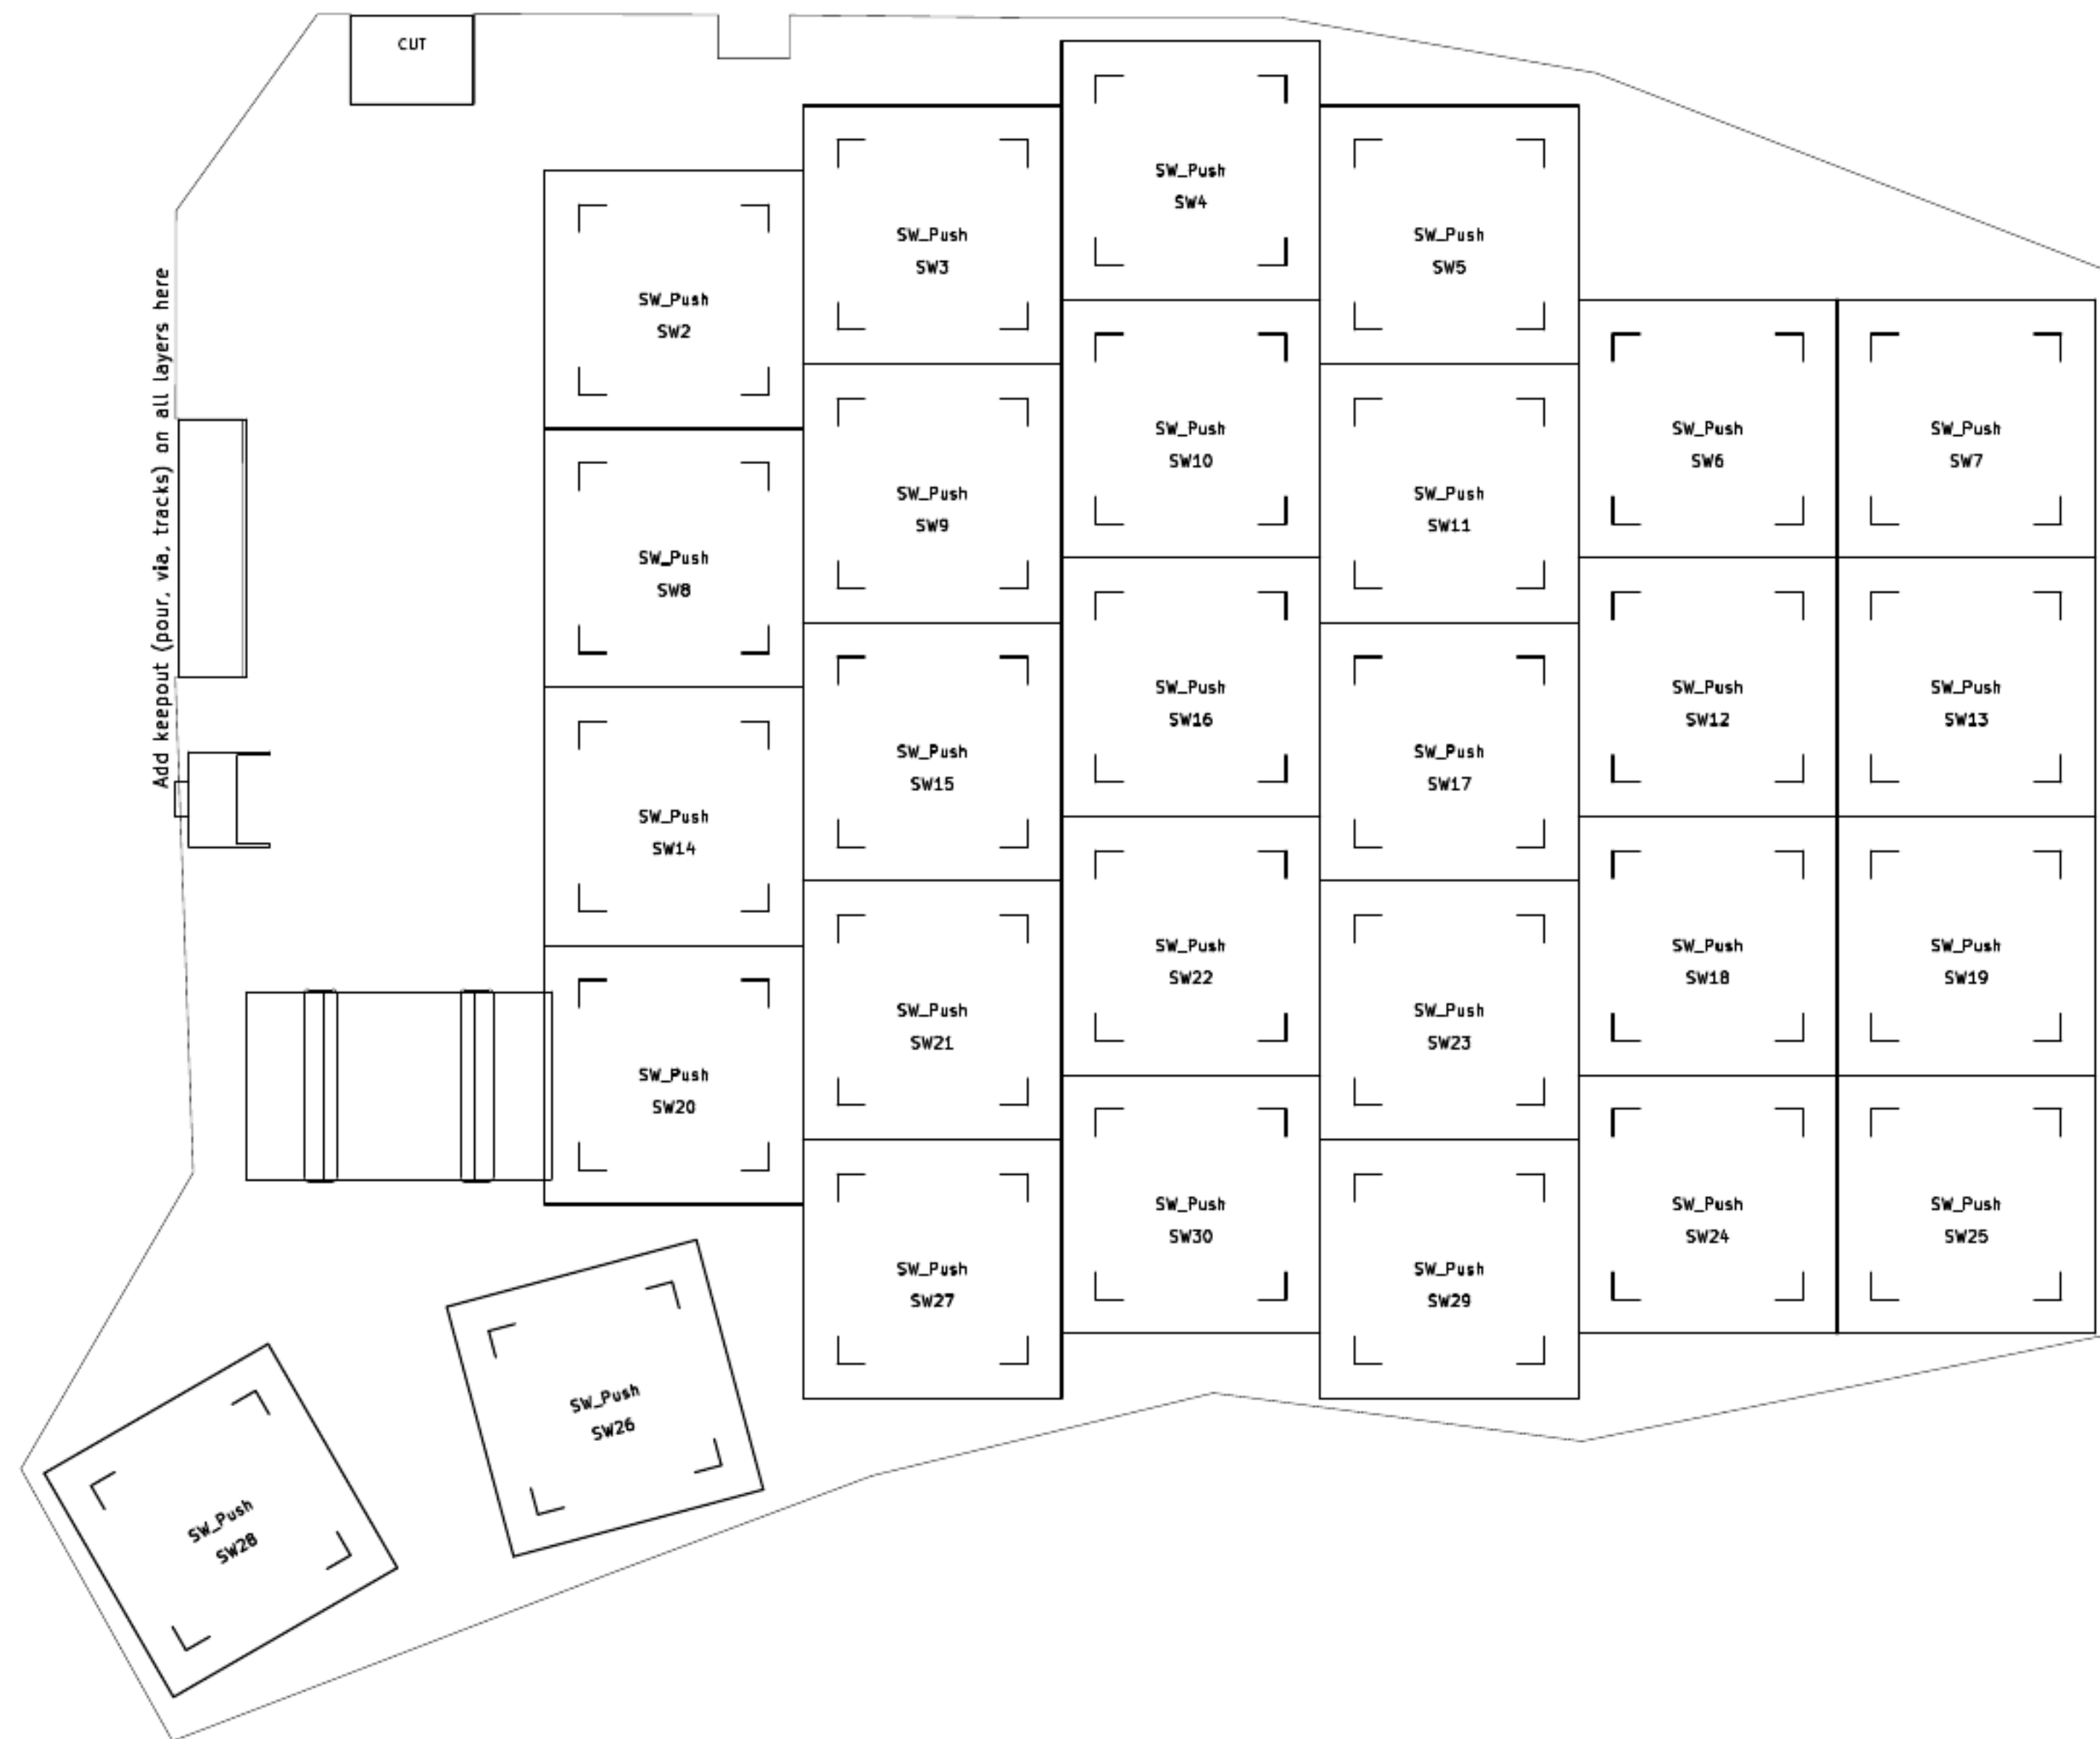 CUT
SW_Push
SW4
SW_Push
SW3
SW_Push
SW5
SW_Push
SW2
Add keepout (pour, via, tracks) on all layers here
SW_Push
SW10
SW_Push
SW6
SW_Push
SW7
SW_Push
SW9
SW_Push
SW11
SW_Push
SW8
SW_Push
SW16
SW_Push
SW12
SW_Push
SW13
SW_Push
SW15
SW_Push
SW17
SW_Push
SW14
SW_Push
SW22
SW_Push
SW18
SW_Push
SW19
SW_Push
SW21
SW_Push
SW23
SW_Push
SW20
SW_Push
SW30
SW_Push
SW24
SW_Push
SW25
SW_Push
SW27
SW_Push
SW29
SW_Push
SW26
SW_Push
SW28